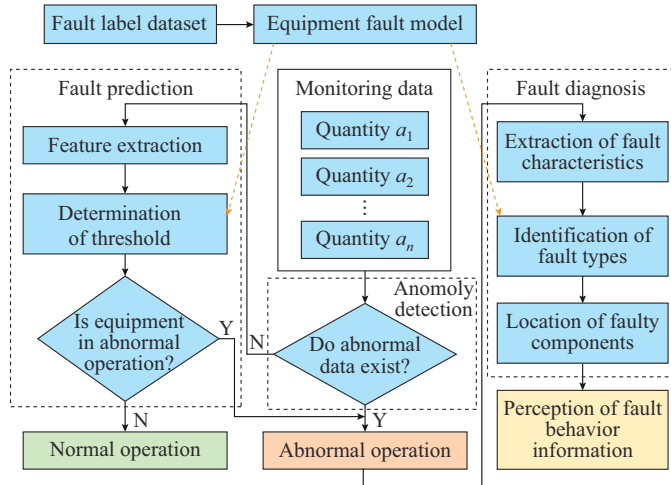 Fault label dataset
Equipment fault model
Fault prediction
Feature extraction
Determination
of threshold
Is equipment
in abnormal
operation?
Y
N
Normal operation
Monitoring data
Quantity a1
Quantity a2
⋮
Quantity an
Anomoly
detection
Do abnormal
data exist?
N
Y
Abnormal operation
Fault diagnosis
Extraction of fault
characteristics
Identification of
fault types
Location of faulty
components
Perception of fault
behavior
information